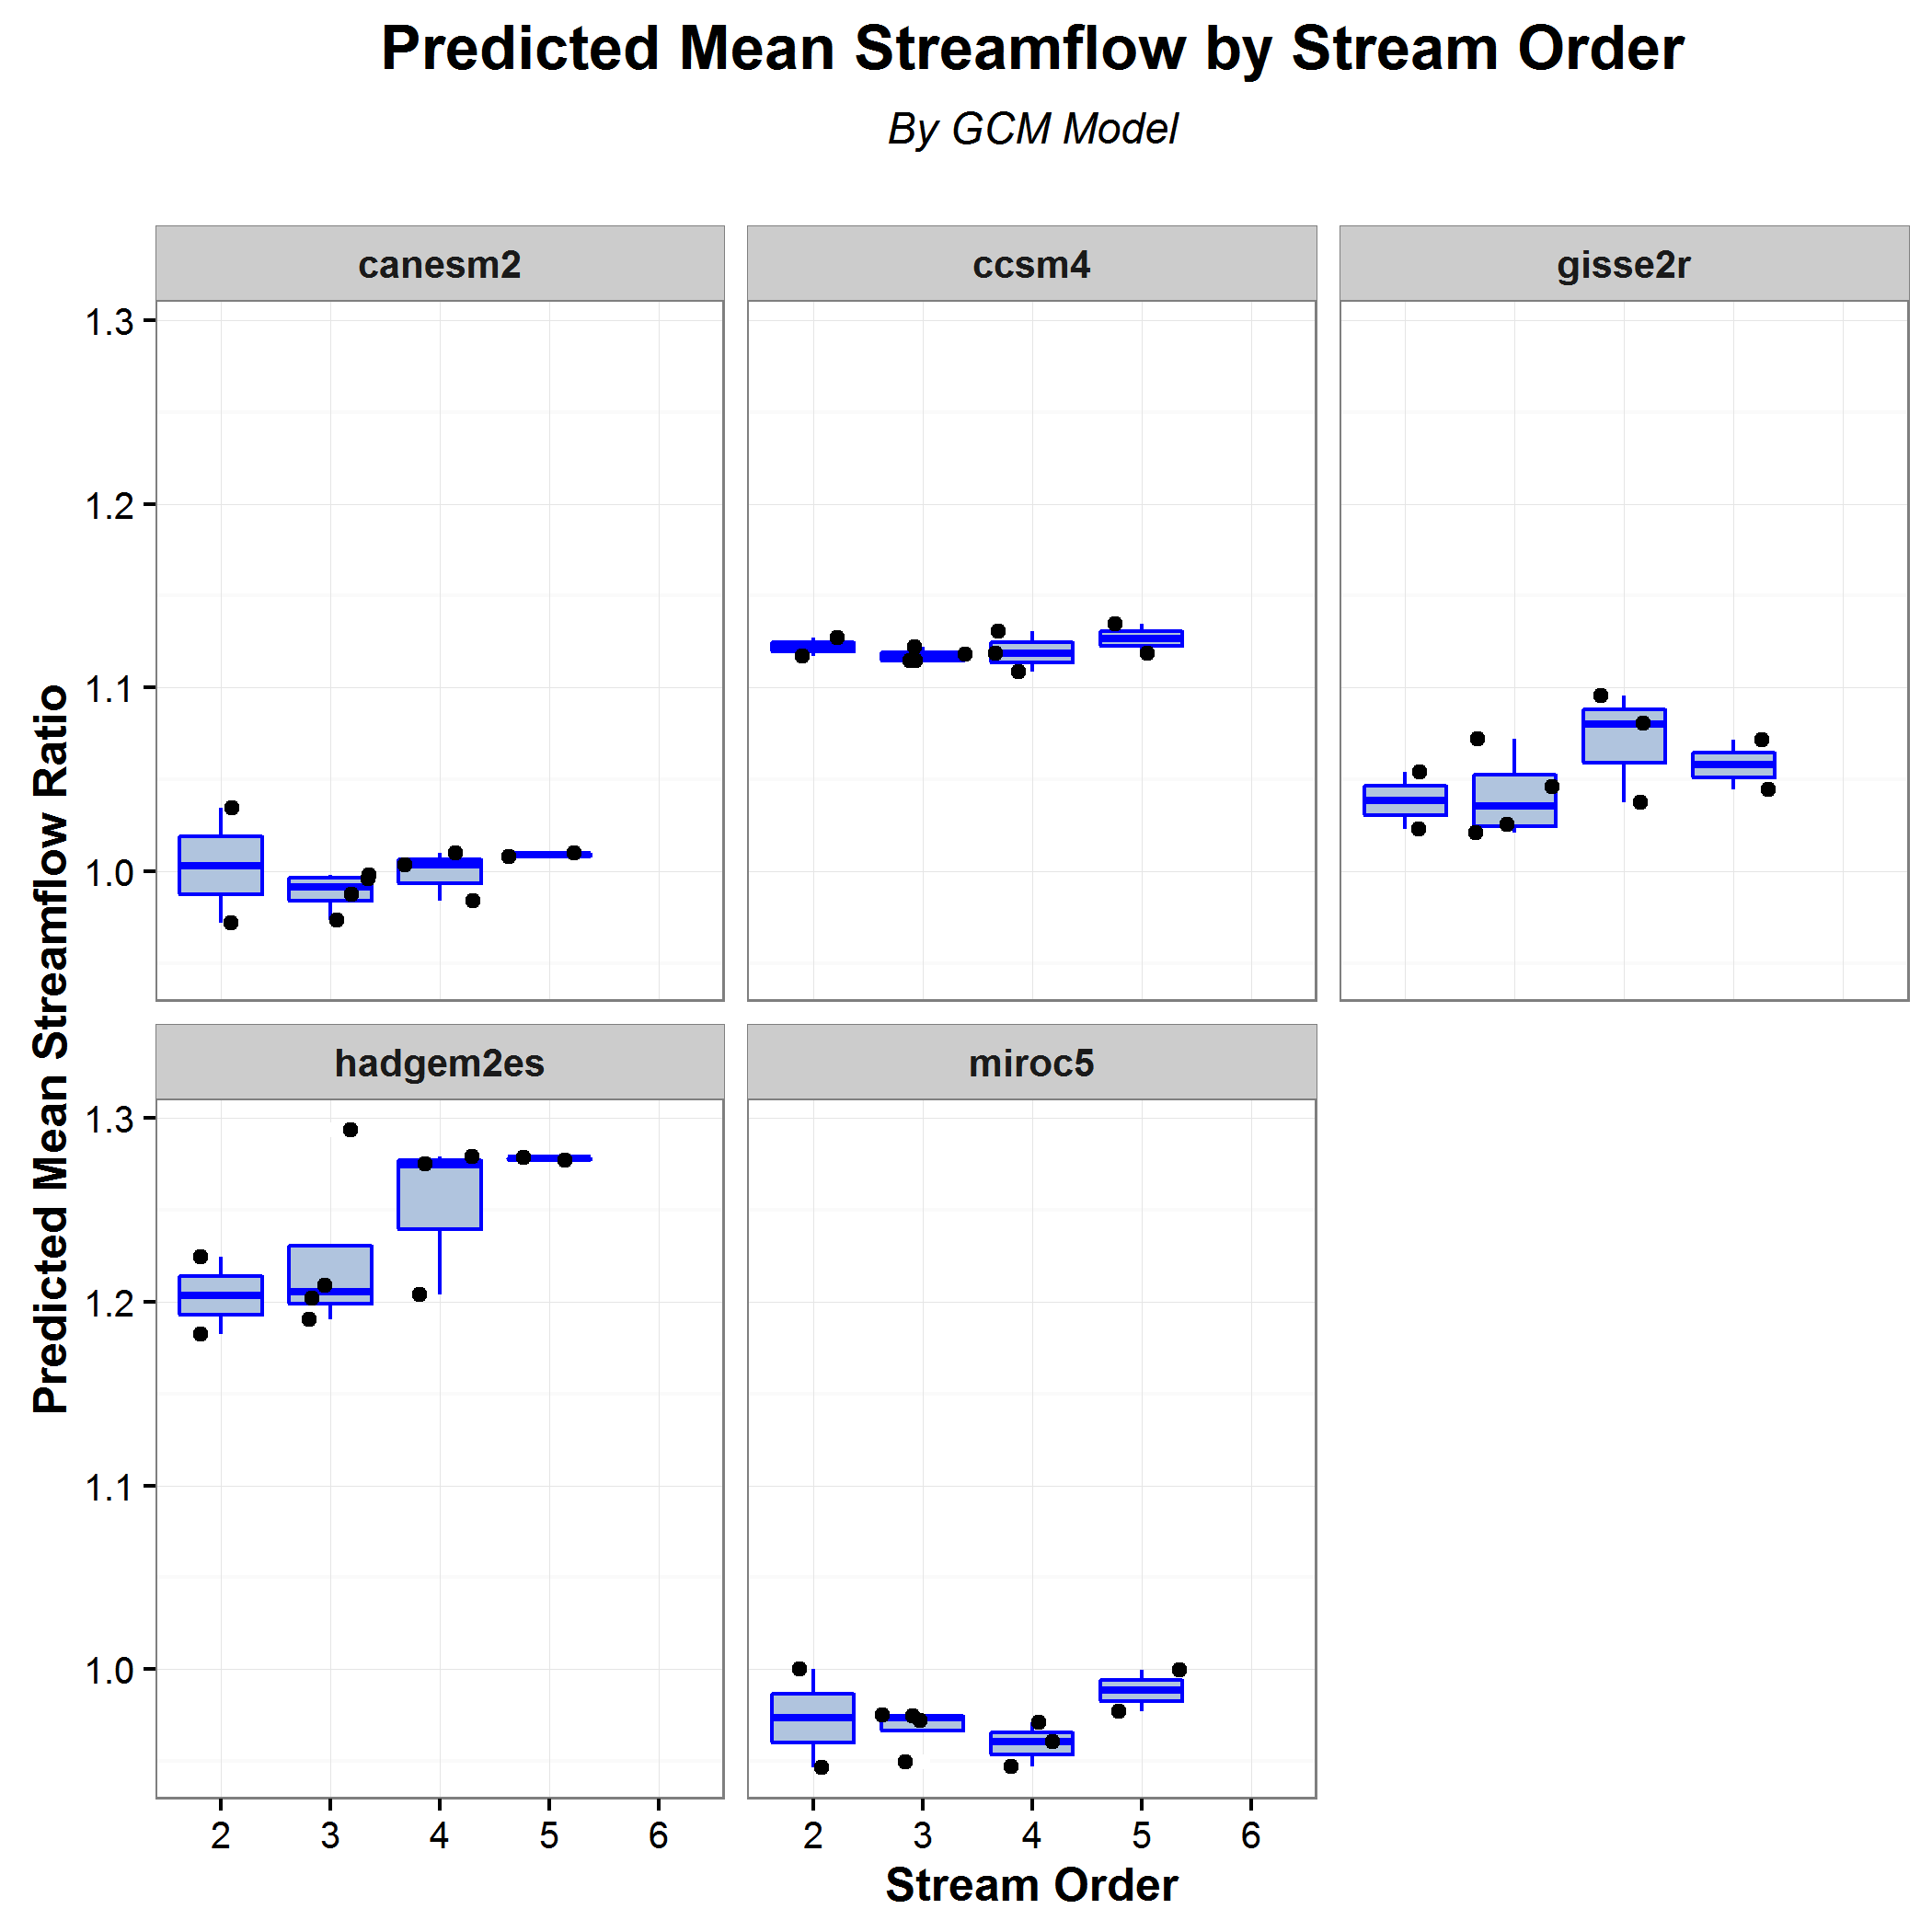 Predicted Mean Streamflow by Stream Order
By GCM Model
canesm2
ccsm4
gisse2r
1.3
1.2
1.1
1.0
Predicted Mean Streamflow Ratio
hadgem2es
miroc5
1.3
1.2
1.1
1.0
2 3 4 5 6
2 3 4 5 6
Stream Order